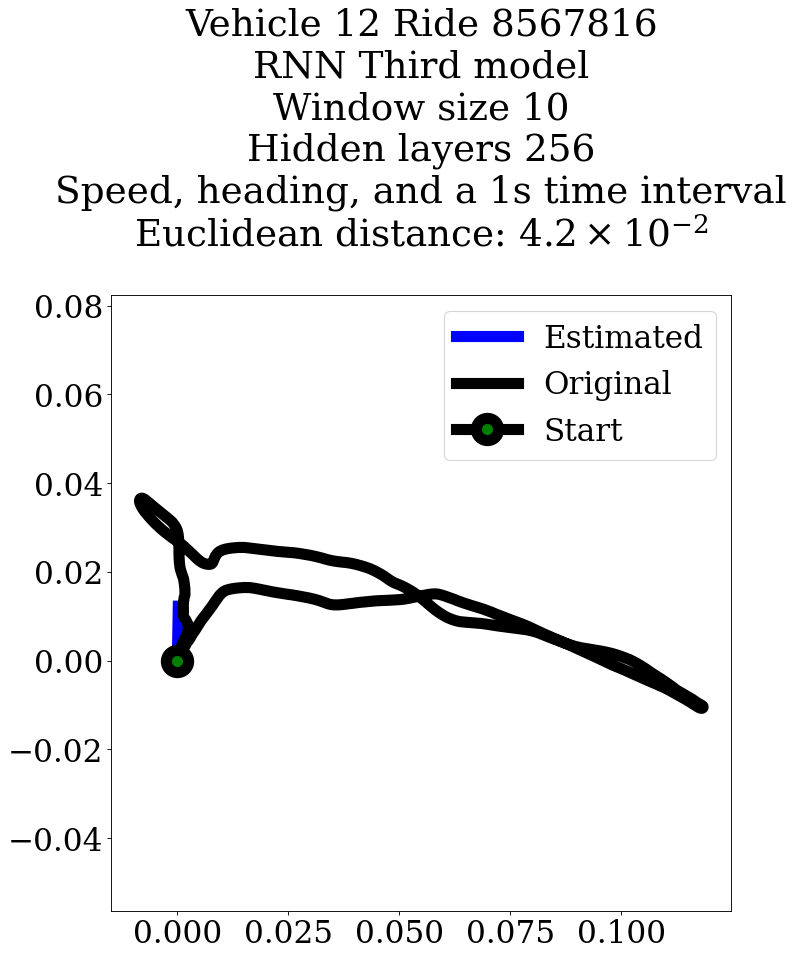 Vehicle 12 Ride 8567816
RNN Third model
Window size 10
Hidden layers 256
Speed, heading, and a 1s time interval
Euclidean distance: 4.2 × 10⁻²
0.08
0.06
0.04
0.02
0.00
−0.02
−0.04
Estimated
Original
Start
0.000 0.025 0.050 0.075 0.100